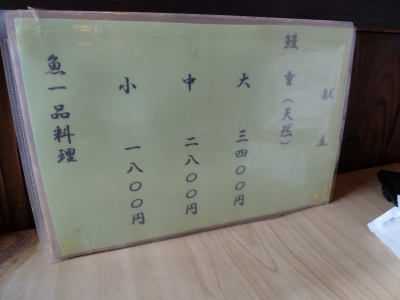 献立
鰻重(天然)
大 三四〇〇円
中 二八〇〇円
小 一八〇〇円
魚一品料理